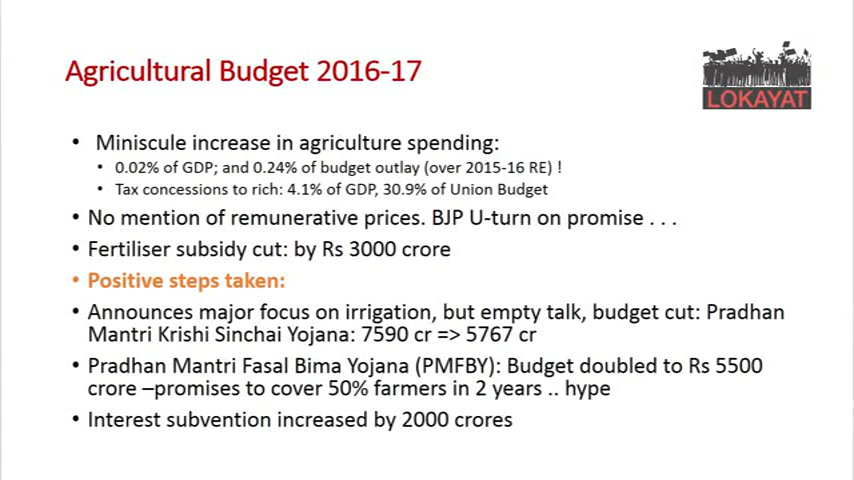 Agricultural Budget 2016-17
LOKAYAT
• Miniscule increase in agriculture spending:
• 0.02% of GDP; and 0.24% of budget outlay (over 2015-16 RE) !
• Tax concessions to rich: 4.1% of GDP, 30.9% of Union Budget
• No mention of remunerative prices. BJP U-turn on promise . . .
• Fertiliser subsidy cut: by Rs 3000 crore
• Positive steps taken:
• Announces major focus on irrigation, but empty talk, budget cut: Pradhan
Mantri Krishi Sinchai Yojana: 7590 cr => 5767 cr
• Pradhan Mantri Fasal Bima Yojana (PMFBY): Budget doubled to Rs 5500
crore –promises to cover 50% farmers in 2 years .. hype
• Interest subvention increased by 2000 crores